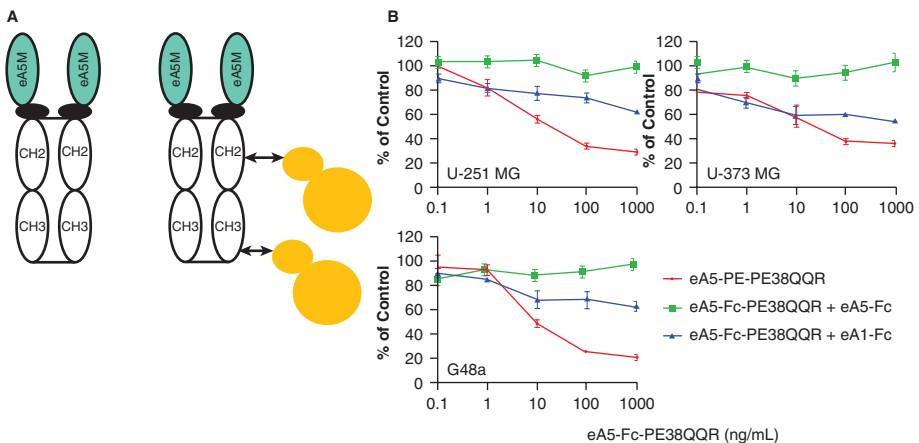 A
eA5M
eA5M
CH2
CH2
CH3
CH3
eA5M
eA5M
CH2
CH2
CH3
CH3
B
% of Control
120
100
80
60
40
20
0
U-251 MG
0.1 1 10 100 1000
% of Control
120
100
80
60
40
20
0
U-373 MG
0.1 1 10 100 1000
% of Control
120
100
80
60
40
20
0
G48a
0.1 1 10 100 1000
eA5-PE-PE38QQR
eA5-Fc-PE38QQR + eA5-Fc
eA5-Fc-PE38QQR + eA1-Fc
eA5-Fc-PE38QQR (ng/mL)